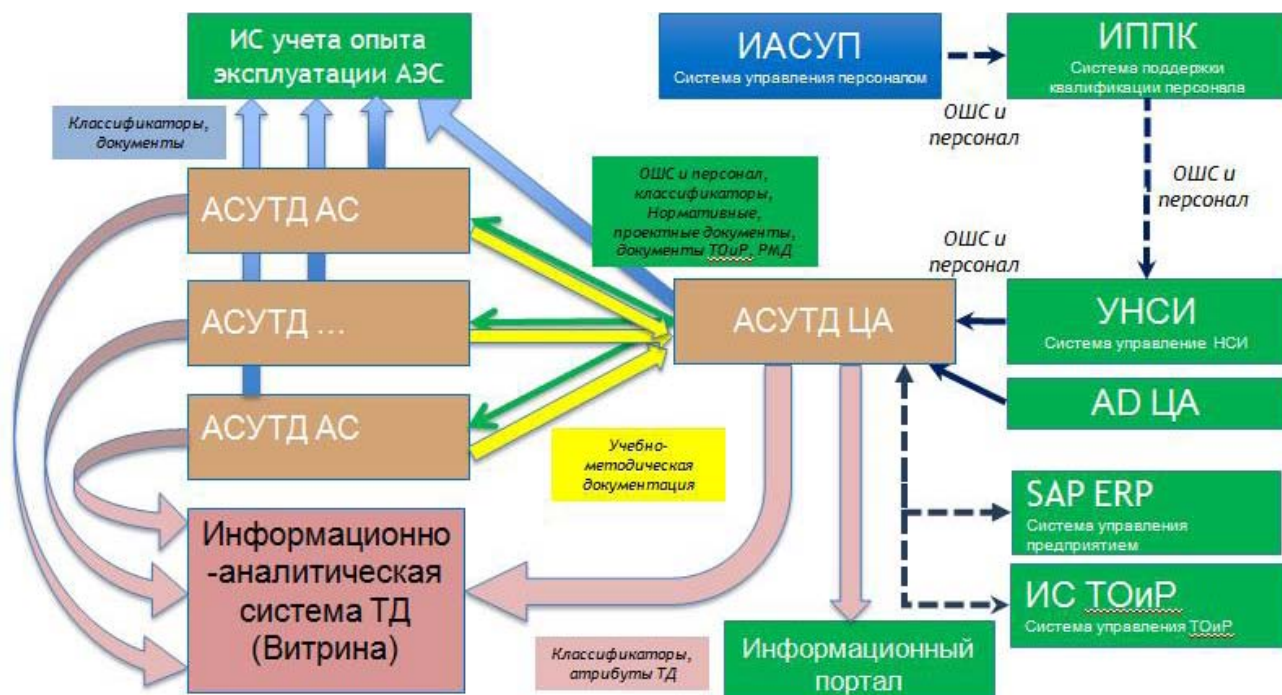 ИС учета опыта
эксплуатации АЭС
ИАСУП
Система управления персоналом
ИППК
Система поддержки
квалификации персонала
Классификаторы,
документы
ОШС и
персонал
ОШС и персонал,
классификаторы,
Нормативные,
проектные документы,
документы ТОиР, РМД
ОШС и
персонал
АСУТД АС
ОШС и
персонал
АСУТД ...
АСУТД ЦА
УНСИ
Система управление НСИ
АСУТД АС
AD ЦА
Учебно-
методическая
документация
SAP ERP
Система управления
предприятием
Информационно
-аналитическая
система ТД
(Витрина)
ИС ТОиР
Система управления ТОиР
Классификаторы,
атрибуты ТД
Информационный
портал